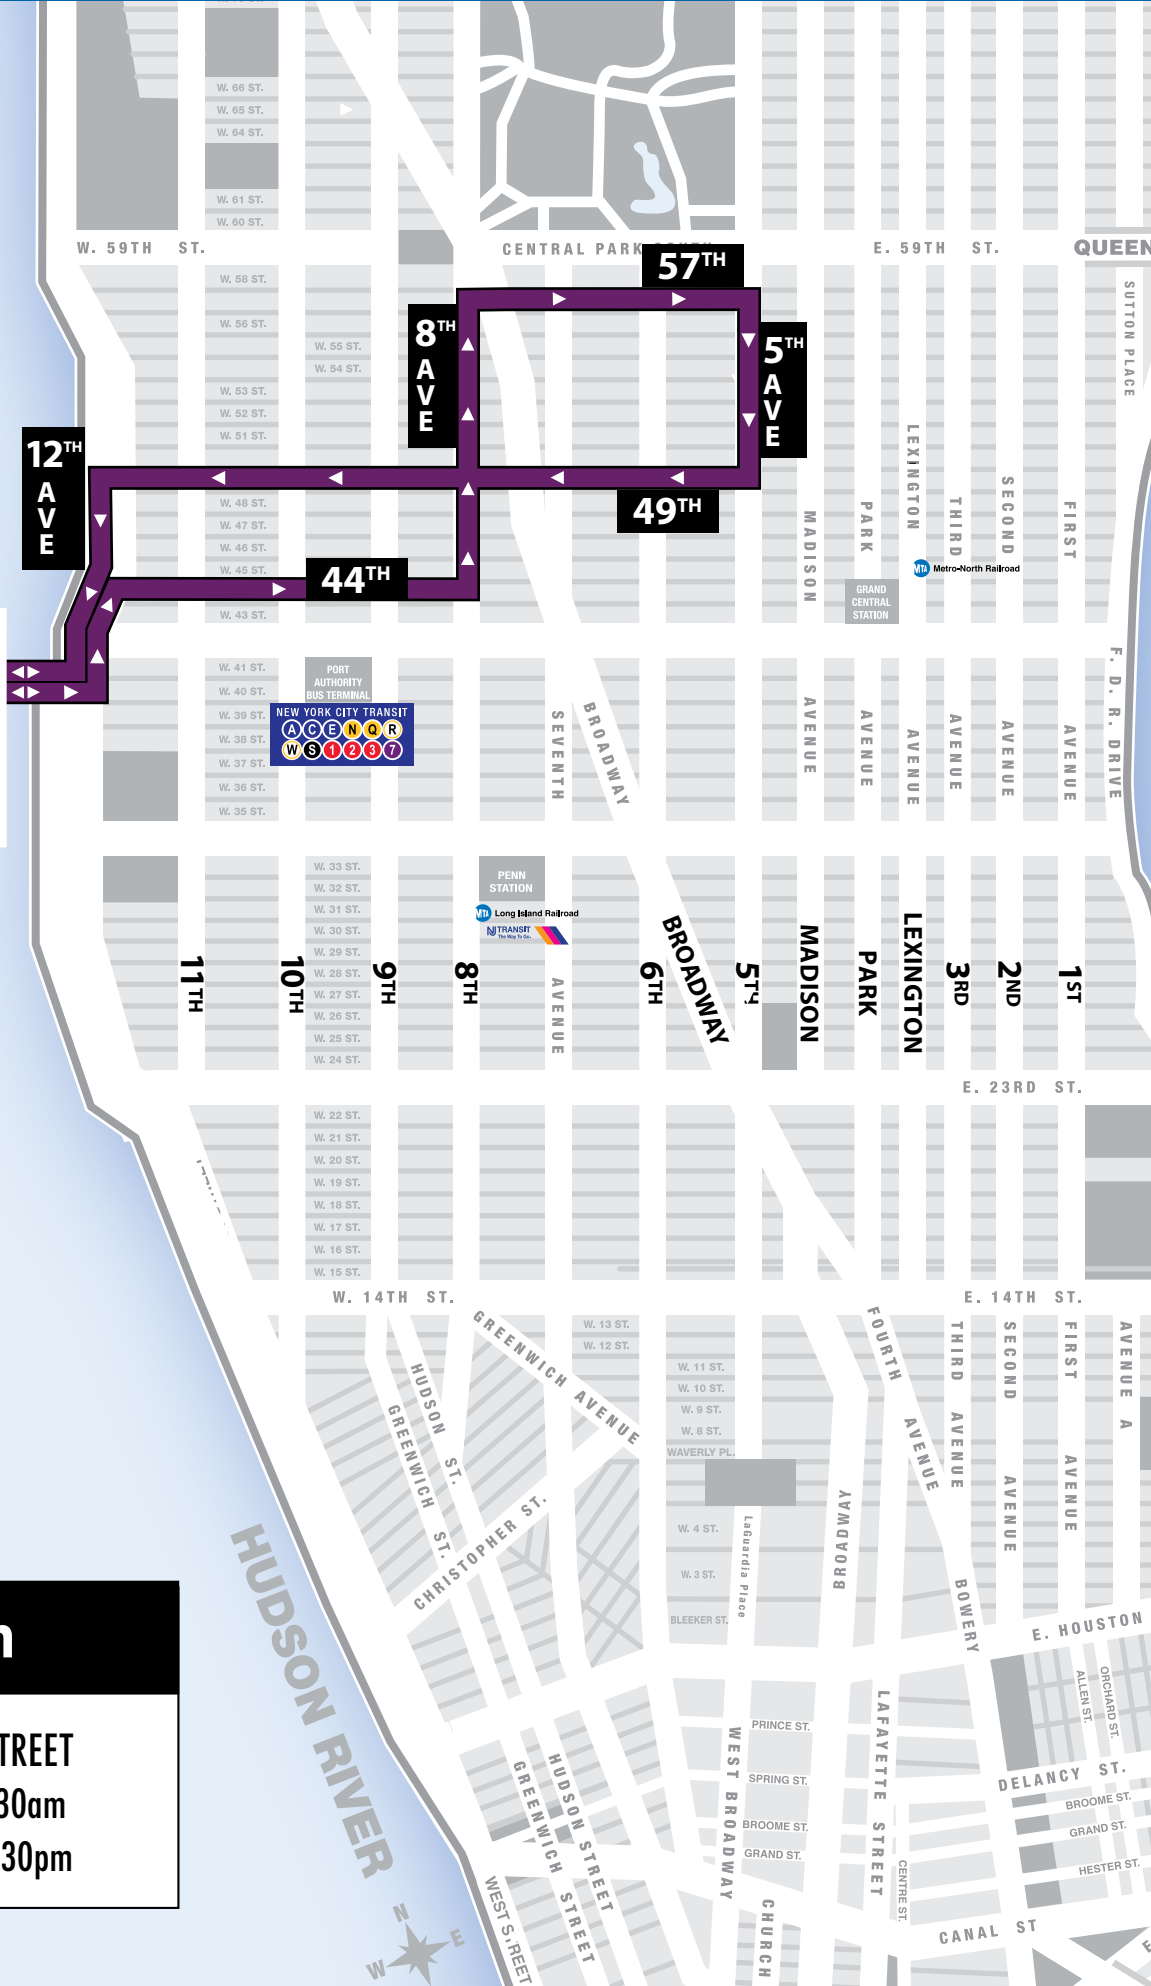 W. 66 ST.
W. 65 ST.
W. 64 ST.
W. 61 ST.
W. 60 ST.
W. 59TH ST.
CENTRAL PARK
E. 59TH ST.
QUEEN
57TH
W. 58 ST.
W. 56 ST.
W. 55 ST.
W. 54 ST.
W. 53 ST.
W. 52 ST.
W. 51 ST.
8TH AVE
5TH AVE
SUTTON PLACE
12TH AVE
49TH
W. 48 ST.
W. 47 ST.
W. 46 ST.
W. 45 ST.
44TH
W. 43 ST.
MADISON
PARK
LEXINGTON
THIRD
SECOND
FIRST
MTA Metro-North Railroad
GRAND
CENTRAL
STATION
W. 41 ST.
W. 40 ST.
W. 39 ST.
W. 38 ST.
W. 37 ST.
W. 36 ST.
W. 35 ST.
PORT
AUTHORITY
BUS TERMINAL
NEW YORK CITY TRANSIT
A C E N Q R
W S 1 2 3 7
SEVENTH
BROADWAY
AVENUE
AVENUE
AVENUE
AVENUE
AVENUE
AVENUE
F. D. R. DRIVE
W. 33 ST.
W. 32 ST.
W. 31 ST.
W. 30 ST.
W. 29 ST.
W. 28 ST.
W. 27 ST.
W. 26 ST.
W. 25 ST.
W. 24 ST.
PENN
STATION
MTA Long Island Railroad
NJ TRANSIT
The Way To Go.
11TH
10TH
9TH
8TH
AVENUE
6TH
BROADWAY
5TH
MADISON
PARK
LEXINGTON
3RD
2ND
1ST
E. 23RD ST.
W. 22 ST.
W. 21 ST.
W. 20 ST.
W. 19 ST.
W. 18 ST.
W. 17 ST.
W. 16 ST.
W. 15 ST.
W. 14TH ST.
E. 14TH ST.
W. 13 ST.
W. 12 ST.
W. 11 ST.
W. 10 ST.
W. 9 ST.
W. 8 ST.
WAVERLY PL.
W. 4 ST.
W. 3 ST.
BLEEKER ST.
GREENWICH AVENUE
HUDSON ST.
GREENWICH ST.
CHRISTOPHER ST.
LaGuardia Place
BROADWAY
FOURTH AVENUE
THIRD AVENUE
SECOND AVENUE
FIRST AVENUE
AVENUE A
BOWERY
E. HOUSTON
ALLEN ST.
ORCHARD ST.
HUDSON RIVER
TREET
30am
30pm
PRINCE ST.
SPRING ST.
BROOME ST.
GRAND ST.
WEST BROADWAY
LAFAYETTE STREET
CENTRE ST.
HUDSON STREET
GREENWICH STREET
CHURCH
DELANCY ST.
BROOME ST.
GRAND ST.
HESTER ST.
CANAL ST
N
E
W